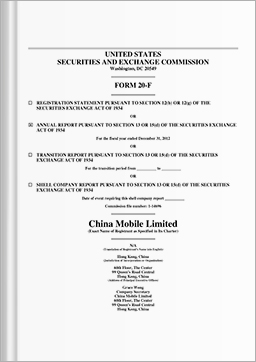 UNITED STATES
SECURITIES AND EXCHANGE COMMISSION
Washington, DC 20549
FORM 20-F
☐ REGISTRATION STATEMENT PURSUANT TO SECTION 12(b) OR 12(g) OF THE
SECURITIES EXCHANGE ACT OF 1934
OR
☒ ANNUAL REPORT PURSUANT TO SECTION 13 OR 15(d) OF THE SECURITIES EXCHANGE
ACT OF 1934
For the fiscal year ended December 31, 2012
OR
☐ TRANSITION REPORT PURSUANT TO SECTION 13 OR 15(d) OF THE SECURITIES
EXCHANGE ACT OF 1934
For the transition period from ________ to ________
OR
☐ SHELL COMPANY REPORT PURSUANT TO SECTION 13 OR 15(d) OF THE SECURITIES
EXCHANGE ACT OF 1934
Date of event requiring this shell company report ________
Commission file number: 1-14696
China Mobile Limited
(Exact Name of Registrant as Specified in Its Charter)
N/A
(Translation of Registrant's Name into English)
Hong Kong, China
(Jurisdiction of Incorporation or Organization)
60th Floor, The Center
99 Queen's Road Central
Hong Kong, China
(Address of Principal Executive Offices)
Grace Wong
Company Secretary
China Mobile Limited
60th Floor, The Center
99 Queen's Road Central
Hong Kong, China